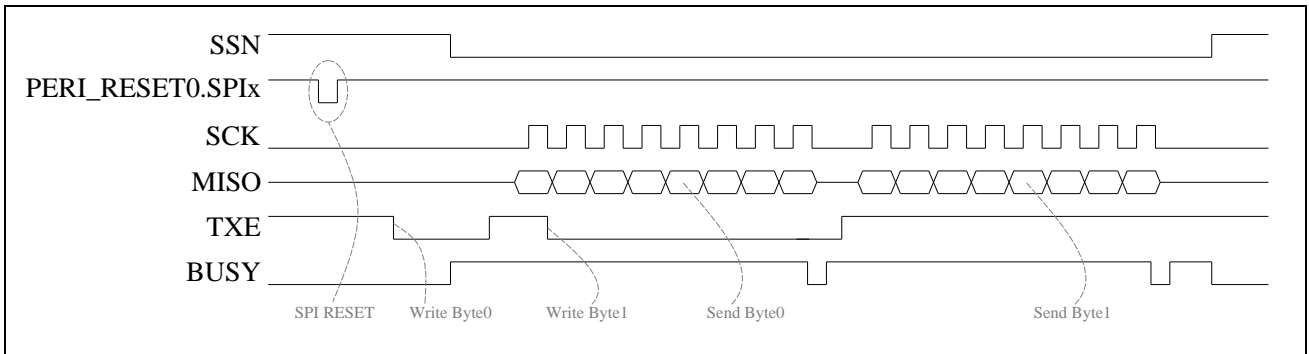 SSN
PERI_RESET0.SPIx
SCK
MISO
TXE
BUSY
SPI RESET Write Byte0 Write Byte1 Send Byte0 Send Byte1